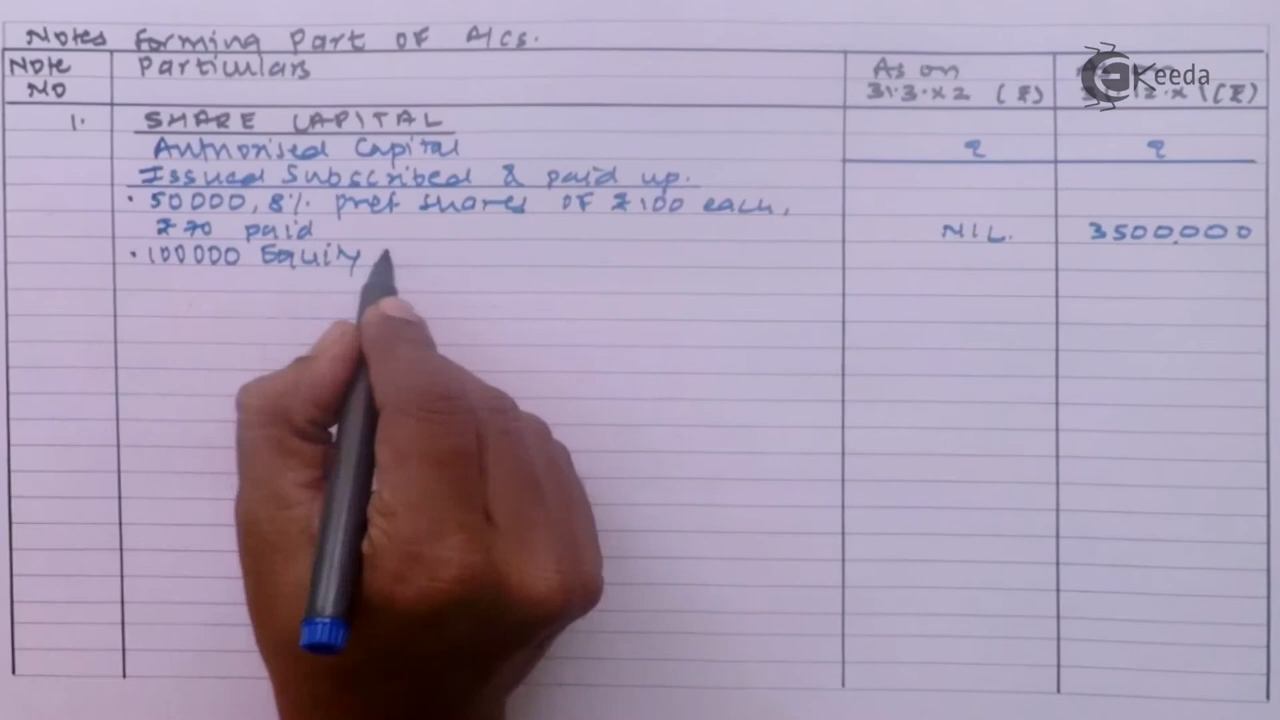 Notes Forming Part OF A/cs.
Note No
Particulars
As on 31.3.x2 (₹)
(₹)
Keeda
1.
SHARE CAPITAL
Authorised Capital
?
?
Issued Subscribed & paid up.
• 50000, 8% pref shares OF ₹100 each,
₹70 paid
NIL.
3500,000
• 100000 Equity